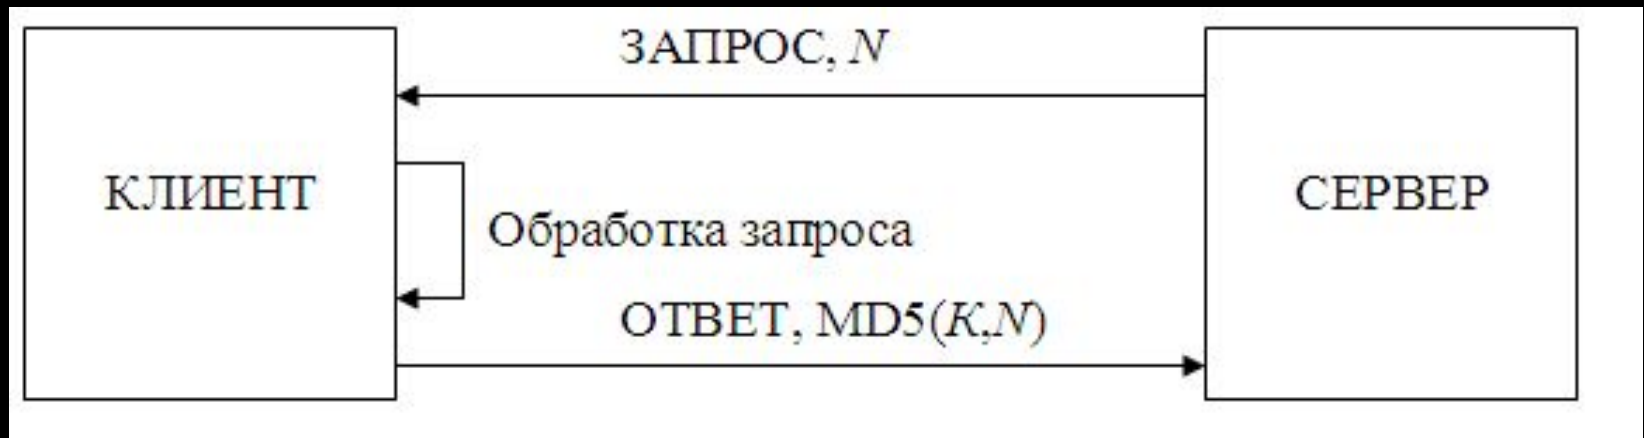 ЗАПРОС, N
КЛИЕНТ
СЕРВЕР
Обработка запроса
ОТВЕТ, MD5(K,N)